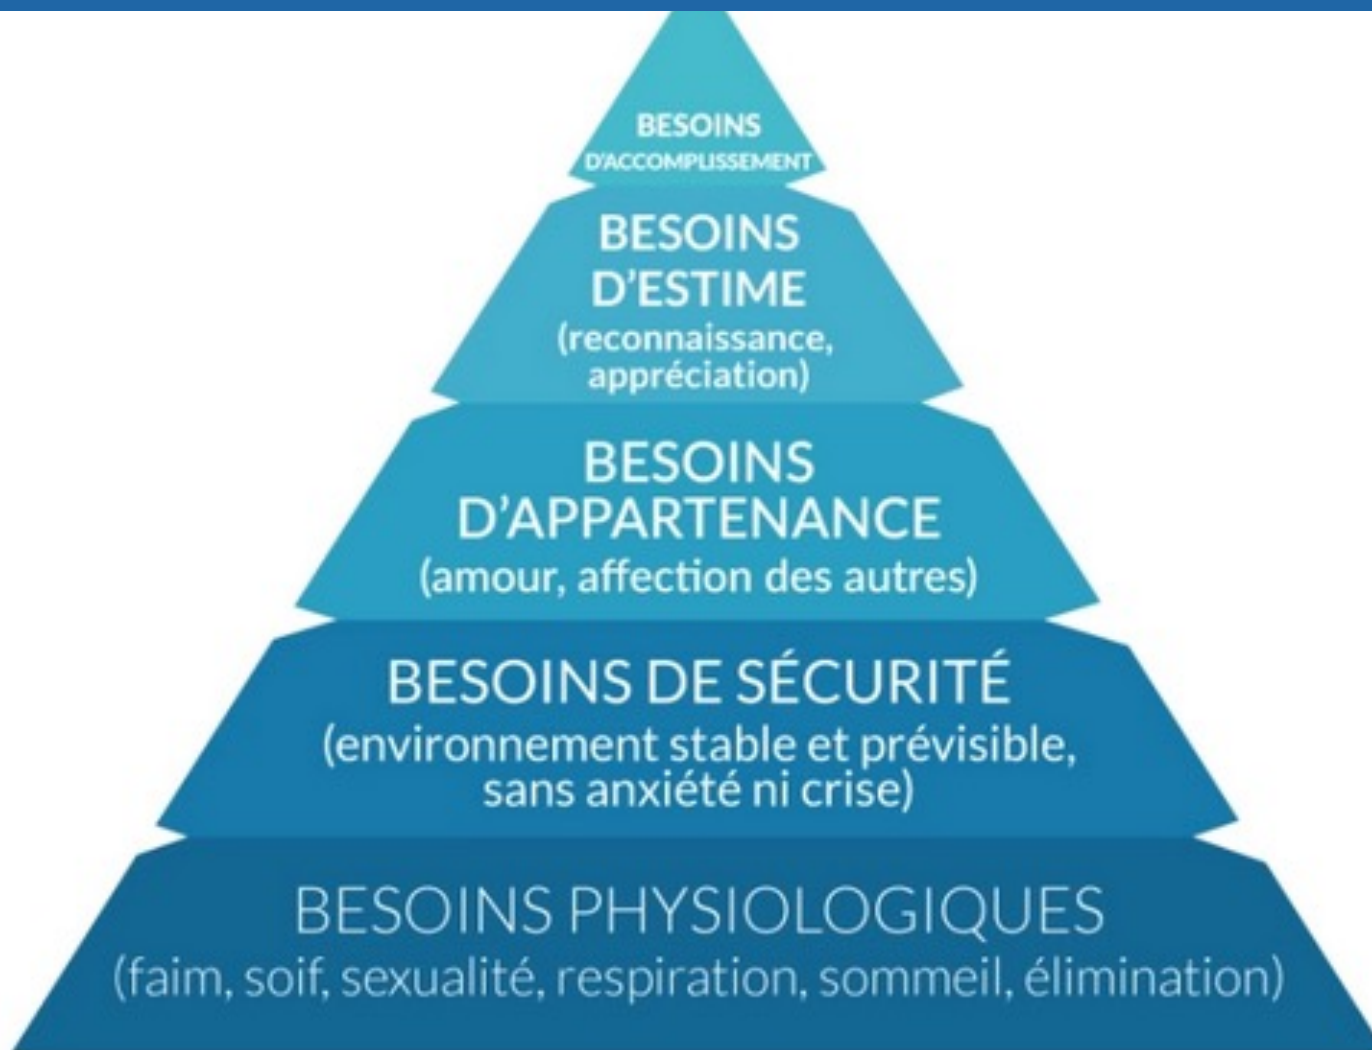 BESOINS
D'ACCOMPLISSEMENT
BESOINS
D'ESTIME
(reconnaissance,
appréciation)
BESOINS
D'APPARTENANCE
(amour, affection des autres)
BESOINS DE SÉCURITÉ
(environnement stable et prévisible,
sans anxiété ni crise)
BESOINS PHYSIOLOGIQUES
(faim, soif, sexualité, respiration, sommeil, élimination)